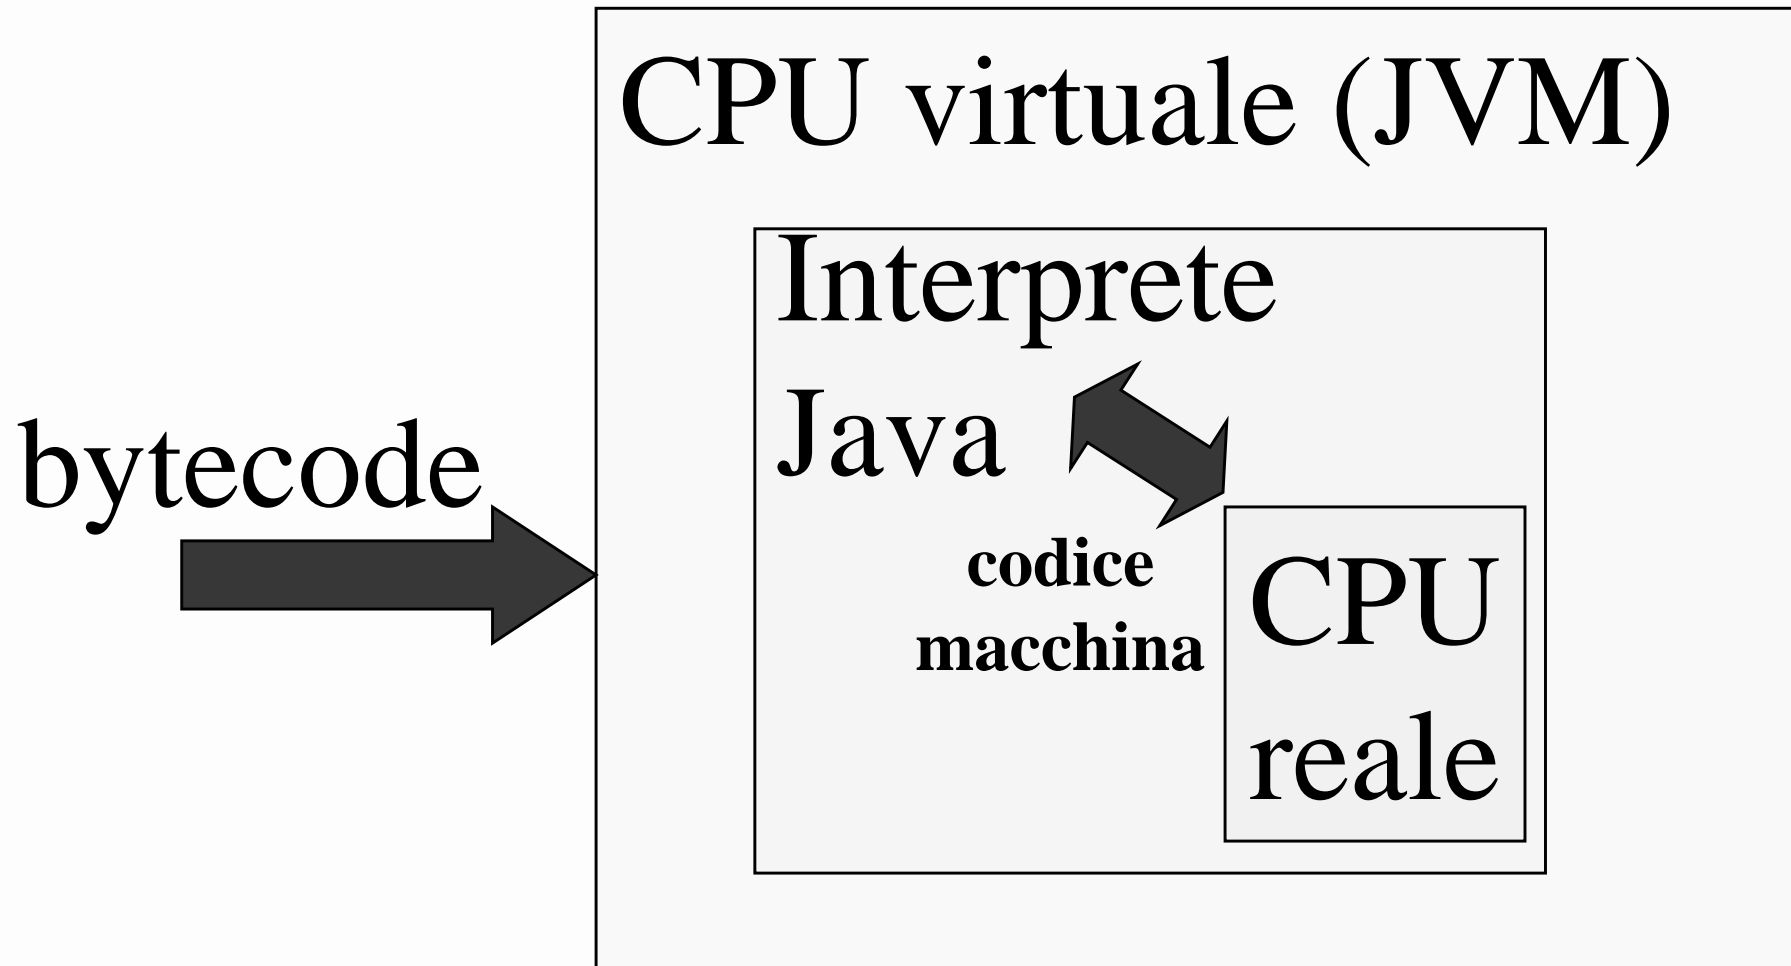 CPU virtuale (JVM)
Interprete
Java
bytecode
codice
macchina
CPU
reale